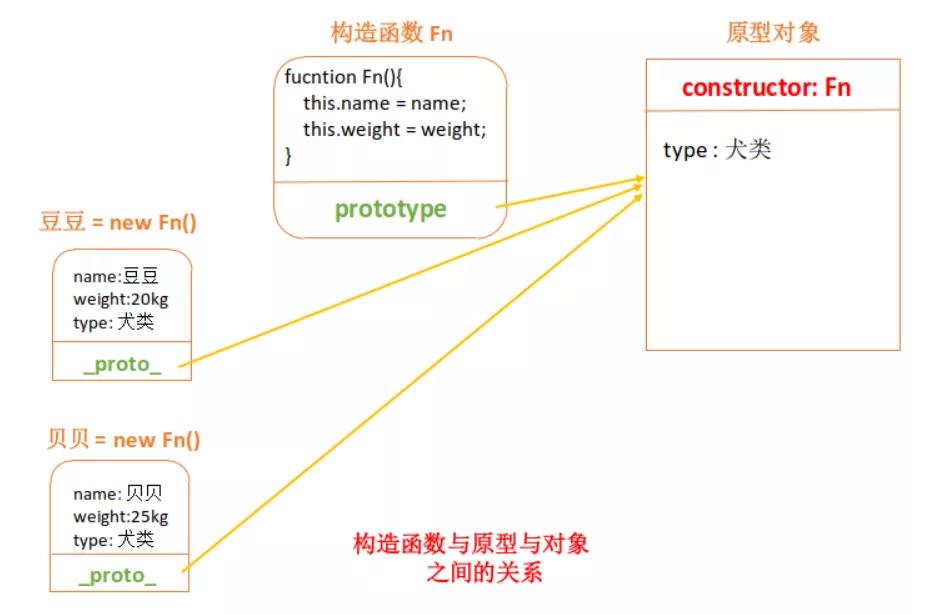 构造函数 Fn
fucntion Fn(){
this.name = name;
this.weight = weight;
}
prototype
原型对象
constructor: Fn
type : 犬类
豆豆 = new Fn()
name:豆豆
weight:20kg
type: 犬类
_proto_
贝贝 = new Fn()
name: 贝贝
weight:25kg
type: 犬类
_proto_
构造函数与原型与对象
之间的关系